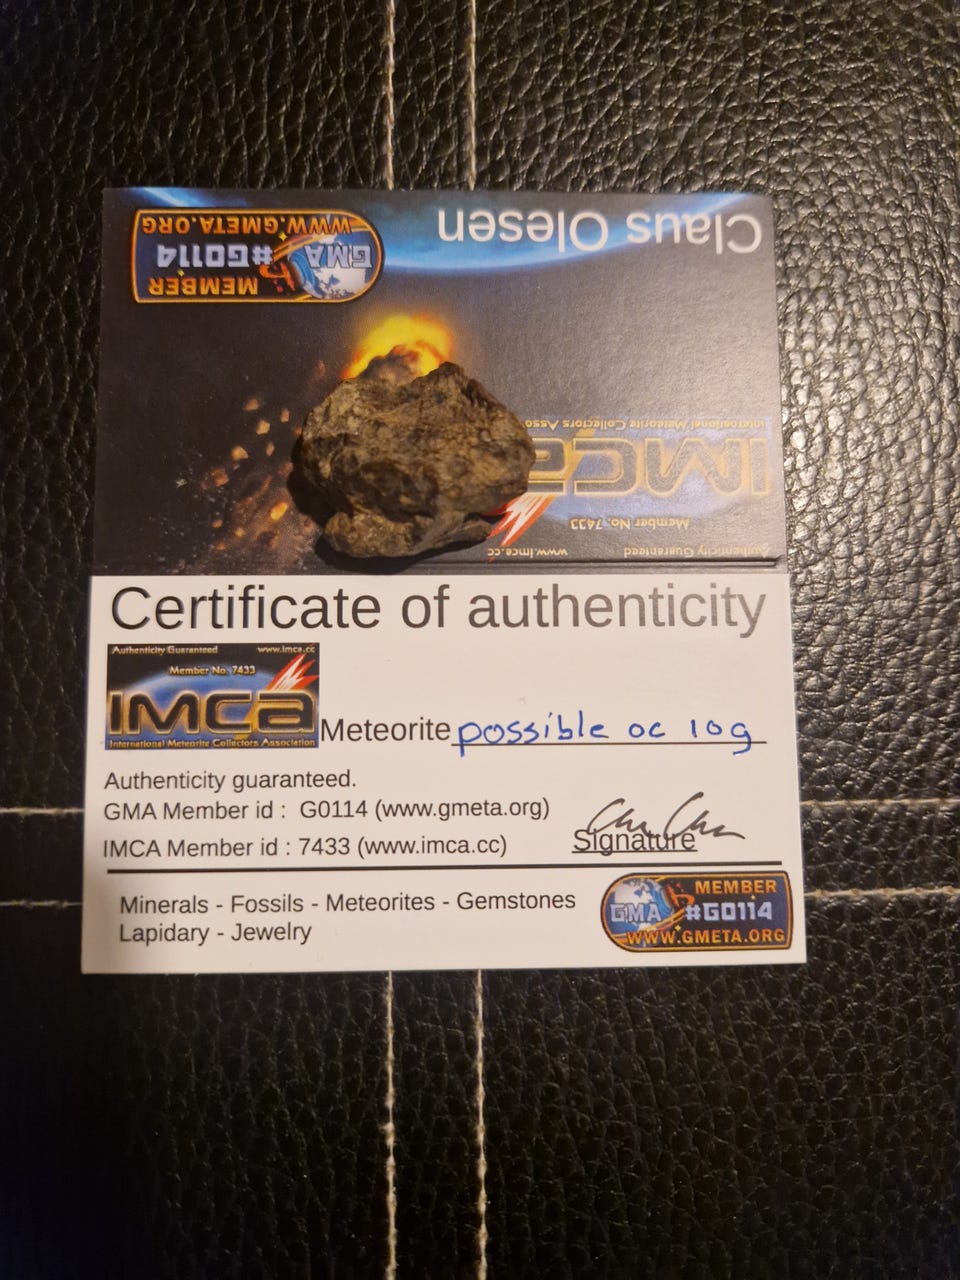 Claus Olesen
MEMBER
GMA #G0114
WWW.GMETA.ORG
IMCA
International Meteorite Collectors
Member No. 7433
Authenticity Guaranteed www.imca.cc
Certificate of authenticity
Authenticity Guaranteed www.imca.cc
Member No. 7433
IMCa
International Meteorite Collectors Association
Meteorite possible oc 10g
Authenticity guaranteed.
GMA Member id : G0114 (www.gmeta.org)
IMCA Member id : 7433 (www.imca.cc)
Signature
Minerals - Fossils - Meteorites - Gemstones
Lapidary - Jewelry
MEMBER
GMA #G0114
WWW.GMETA.ORG